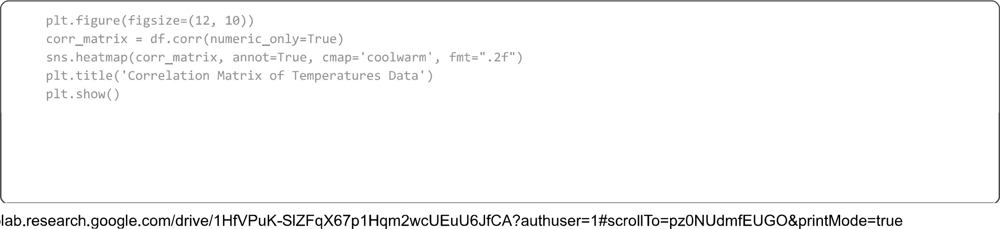 plt.figure(figsize=(12, 10))
corr_matrix = df.corr(numeric_only=True)
sns.heatmap(corr_matrix, annot=True, cmap='coolwarm', fmt=".2f")
plt.title('Correlation Matrix of Temperatures Data')
plt.show()
olab.research.google.com/drive/1HfVPuK-SlZFqX67p1Hqm2wcUEuU6JfCA?authuser=1#scrollTo=pz0NUdmfEUGO&printMode=true